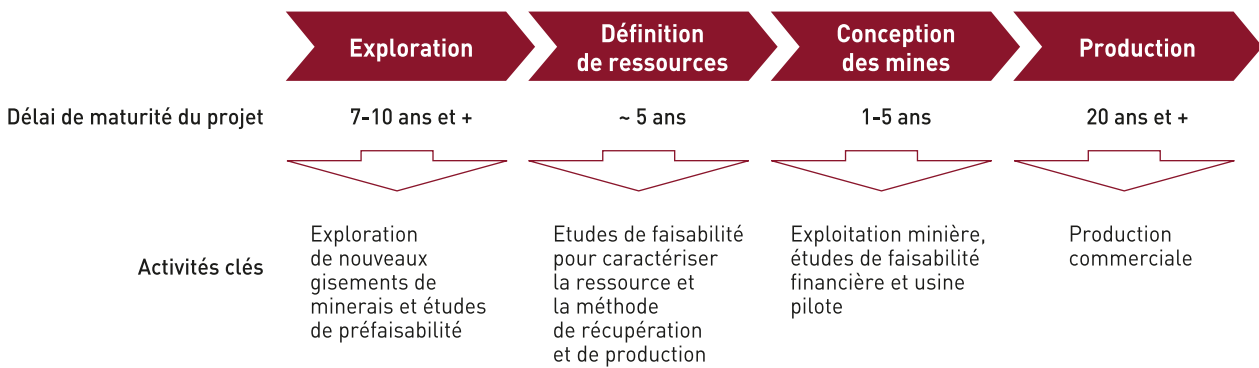 Exploration
Définition
de ressources
Conception
des mines
Production
Délai de maturité du projet
7-10 ans et +
~ 5 ans
1-5 ans
20 ans et +
Activités clés
Exploration
de nouveaux
gisements de
minerais et études
de préfaisabilité
Etudes de faisabilité
pour caractériser
la ressource et
la méthode
de récupération
et de production
Exploitation minière,
études de faisabilité
financière et usine
pilote
Production
commerciale